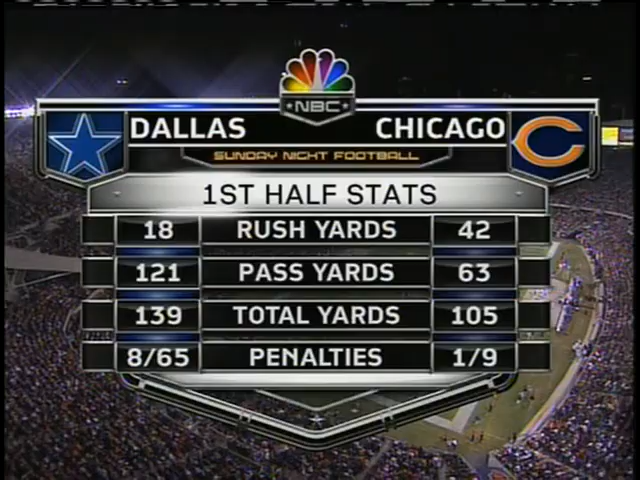 NBC
DALLAS CHICAGO
SUNDAY NIGHT FOOTBALL
1ST HALF STATS
18 RUSH YARDS 42
121 PASS YARDS 63
139 TOTAL YARDS 105
8/65 PENALTIES 1/9